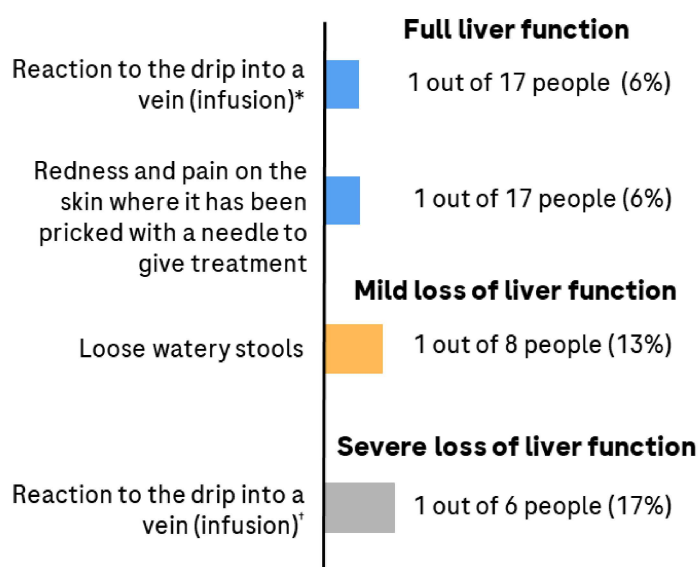 Full liver function
Reaction to the drip into a
vein (infusion)*
1 out of 17 people (6%)
Redness and pain on the
skin where it has been
pricked with a needle to
give treatment
1 out of 17 people (6%)
Mild loss of liver function
Loose watery stools
1 out of 8 people (13%)
Severe loss of liver function
Reaction to the drip into a
vein (infusion)†
1 out of 6 people (17%)